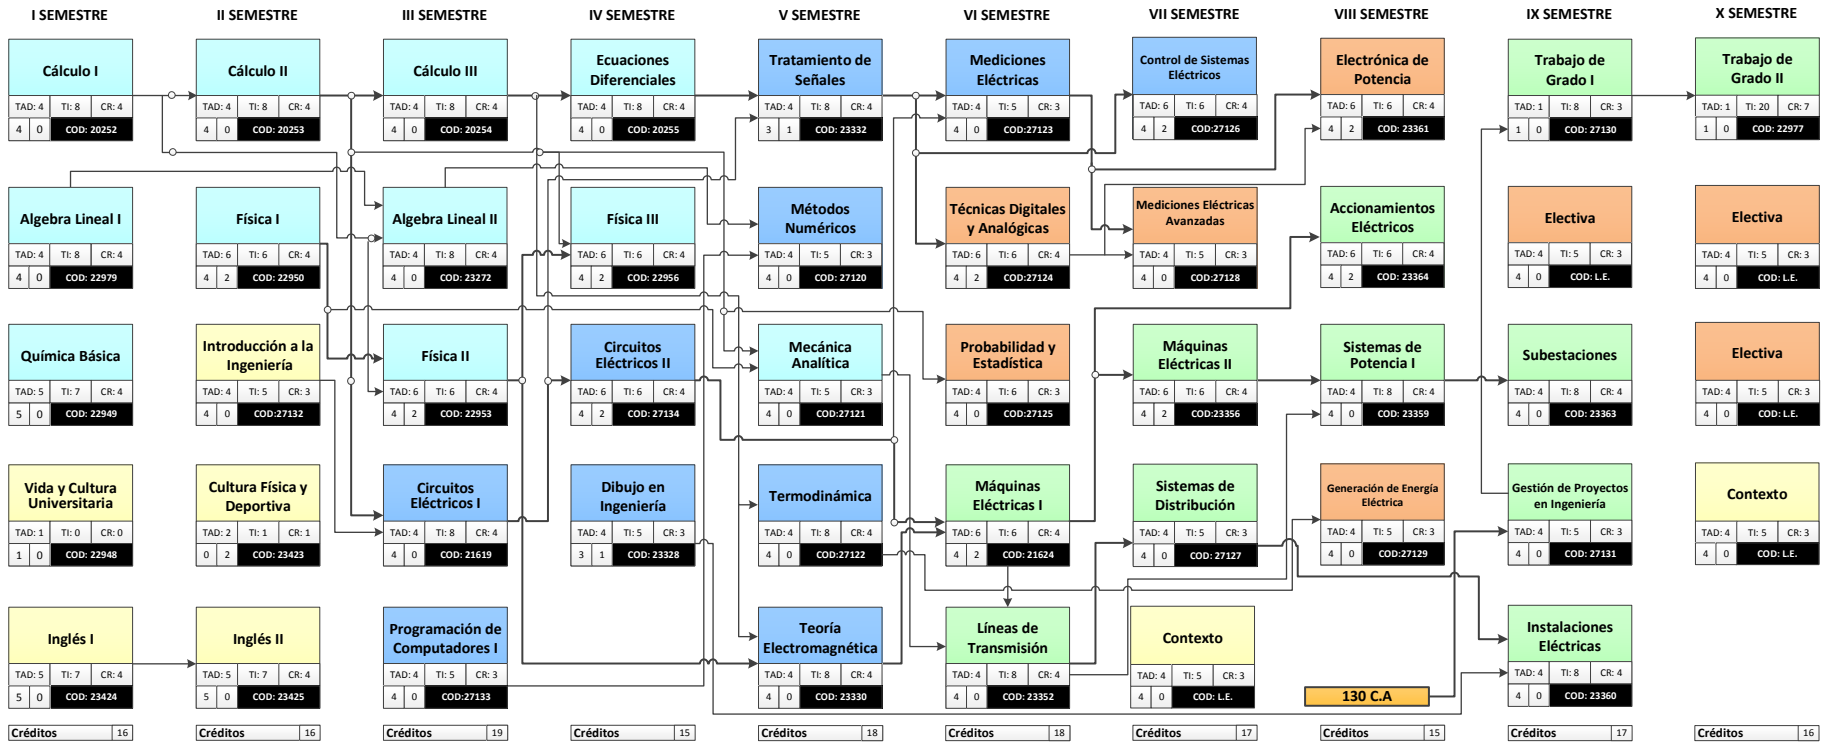 I SEMESTRE
Cálculo I
TAD: 4 TI: 8 CR: 4
4 0 COD: 20252
Algebra Lineal I
TAD: 4 TI: 8 CR: 4
4 0 COD: 22979
Química Básica
TAD: 5 TI: 7 CR: 4
5 0 COD: 22949
Vida y Cultura
Universitaria
TAD: 1 TI: 0 CR: 0
1 0 COD: 22948
Inglés I
TAD: 5 TI: 7 CR: 4
5 0 COD: 23424
Créditos 16
II SEMESTRE
Cálculo II
TAD: 4 TI: 8 CR: 4
4 0 COD: 20253
Física I
TAD: 6 TI: 6 CR: 4
4 2 COD: 22950
Introducción a la
Ingeniería
TAD: 4 TI: 5 CR: 3
4 0 COD:27132
Cultura Física y
Deportiva
TAD: 2 TI: 1 CR: 1
0 2 COD: 23423
Inglés II
TAD: 5 TI: 7 CR: 4
5 0 COD: 23425
Créditos 16
III SEMESTRE
Cálculo III
TAD: 4 TI: 8 CR: 4
4 0 COD: 20254
Algebra Lineal II
TAD: 4 TI: 8 CR: 4
4 0 COD: 23272
Física II
TAD: 6 TI: 6 CR: 4
4 2 COD: 22953
Circuitos
Eléctricos I
TAD: 4 TI: 8 CR: 4
4 0 COD: 21619
Programación de
Computadores I
TAD: 4 TI: 5 CR: 3
4 0 COD:27133
Créditos 19
IV SEMESTRE
Ecuaciones
Diferenciales
TAD: 4 TI: 8 CR: 4
4 0 COD: 20255
Física III
TAD: 6 TI: 6 CR: 4
4 2 COD: 22956
Circuitos
Eléctricos II
TAD: 6 TI: 6 CR: 4
4 2 COD: 27134
Dibujo en
Ingeniería
TAD: 4 TI: 5 CR: 3
3 1 COD: 23328
Créditos 15
V SEMESTRE
Tratamiento de
Señales
TAD: 4 TI: 8 CR: 4
3 1 COD: 23332
Métodos
Numéricos
TAD: 4 TI: 5 CR: 3
4 0 COD: 27120
Mecánica
Analítica
TAD: 4 TI: 5 CR: 3
4 0 COD:27121
Termodinámica
TAD: 4 TI: 8 CR: 4
4 0 COD:27122
Teoría
Electromagnética
TAD: 4 TI: 8 CR: 4
4 0 COD: 23330
Créditos 18
VI SEMESTRE
Mediciones
Eléctricas
TAD: 4 TI: 5 CR: 3
4 0 COD:27123
Técnicas Digitales
y Analógicas
TAD: 6 TI: 6 CR: 4
4 2 COD:27124
Probabilidad y
Estadística
TAD: 4 TI: 5 CR: 3
4 0 COD:27125
Máquinas
Eléctricas I
TAD: 6 TI: 6 CR: 4
4 2 COD: 21624
Líneas de
Transmisión
TAD: 4 TI: 8 CR: 4
4 0 COD: 23352
Créditos 18
VII SEMESTRE
Control de Sistemas
Eléctricos
TAD: 6 TI: 6 CR: 4
4 2 COD:27126
Mediciones Eléctricas
Avanzadas
TAD: 4 TI: 5 CR: 3
4 0 COD:27128
Máquinas
Eléctricas II
TAD: 6 TI: 6 CR: 4
4 2 COD:23356
Sistemas de
Distribución
TAD: 4 TI: 5 CR: 3
4 0 COD: 27127
Contexto
TAD: 4 TI: 5 CR: 3
4 0 COD: L.E.
Créditos 17
VIII SEMESTRE
Electrónica de
Potencia
TAD: 6 TI: 6 CR: 4
4 2 COD: 23361
Accionamientos
Eléctricos
TAD: 6 TI: 6 CR: 4
4 2 COD: 23364
Sistemas de
Potencia I
TAD: 4 TI: 8 CR: 4
4 0 COD: 23359
Generación de Energía
Eléctrica
TAD: 4 TI: 5 CR: 3
4 0 COD:27129
130 C.A
Créditos 15
IX SEMESTRE
Trabajo de
Grado I
TAD: 1 TI: 8 CR: 3
1 0 COD: 27130
Electiva
TAD: 4 TI: 5 CR: 3
4 0 COD: L.E.
Subestaciones
TAD: 4 TI: 8 CR: 4
4 0 COD: 23363
Gestión de Proyectos
en Ingeniería
TAD: 4 TI: 5 CR: 3
4 0 COD: 27131
Instalaciones
Eléctricas
TAD: 4 TI: 8 CR: 4
4 0 COD: 23360
Créditos 17
X SEMESTRE
Trabajo de
Grado II
TAD: 1 TI: 20 CR: 7
1 0 COD: 22977
Electiva
TAD: 4 TI: 5 CR: 3
4 0 COD: L.E.
Electiva
TAD: 4 TI: 5 CR: 3
4 0 COD: L.E.
Contexto
TAD: 4 TI: 5 CR: 3
4 0 COD: L.E.
Créditos 16